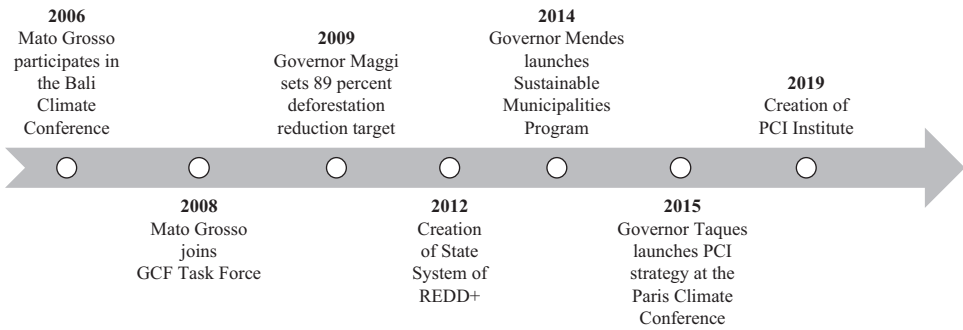 2006
Mato Grosso
participates in
the Bali
Climate
Conference
2008
Mato Grosso
joins
GCF Task Force
2009
Governor Maggi
sets 89 percent
deforestation
reduction target
2012
Creation
of State
System of
REDD+
2014
Governor Mendes
launches
Sustainable
Municipalities
Program
2015
Governor Taques
launches PCI
strategy at the
Paris Climate
Conference
2019
Creation of
PCI Institute